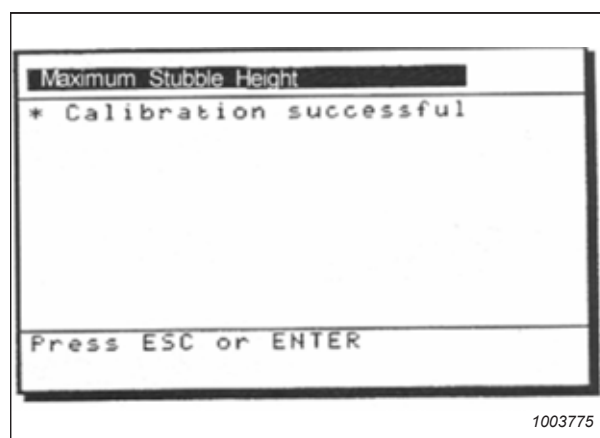 Maximum Stubble Height
* Calibration successful
Press ESC or ENTER
1003775